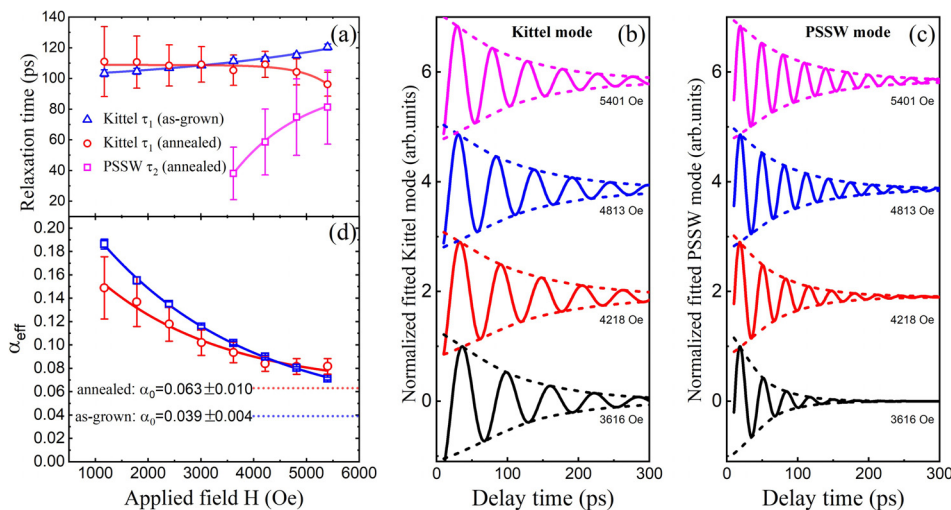 140
120
100
80
60
40
20
Relaxation time (ps)
(a)
Kittel τ₁ (as-grown)
Kittel τ₁ (annealed)
PSSW τ₂ (annealed)
0.20
0.18
0.16
0.14
0.12
0.10
0.08
0.06
0.04
0.02
0.00
αeff
(d)
annealed: α₀=0.063±0.010
as-grown: α₀=0.039±0.004
1000 2000 3000 4000 5000 6000
Applied field H (Oe)
Normalized fitted Kittel mode (arb.units)
6
4
2
0
Kittel mode
(b)
5401 Oe
4813 Oe
4218 Oe
3616 Oe
0 100 200 300
Delay time (ps)
Normalized fitted PSSW mode (arb.units)
6
4
2
0
PSSW mode
(c)
5401 Oe
4813 Oe
4218 Oe
3616 Oe
0 100 200 300
Delay time (ps)